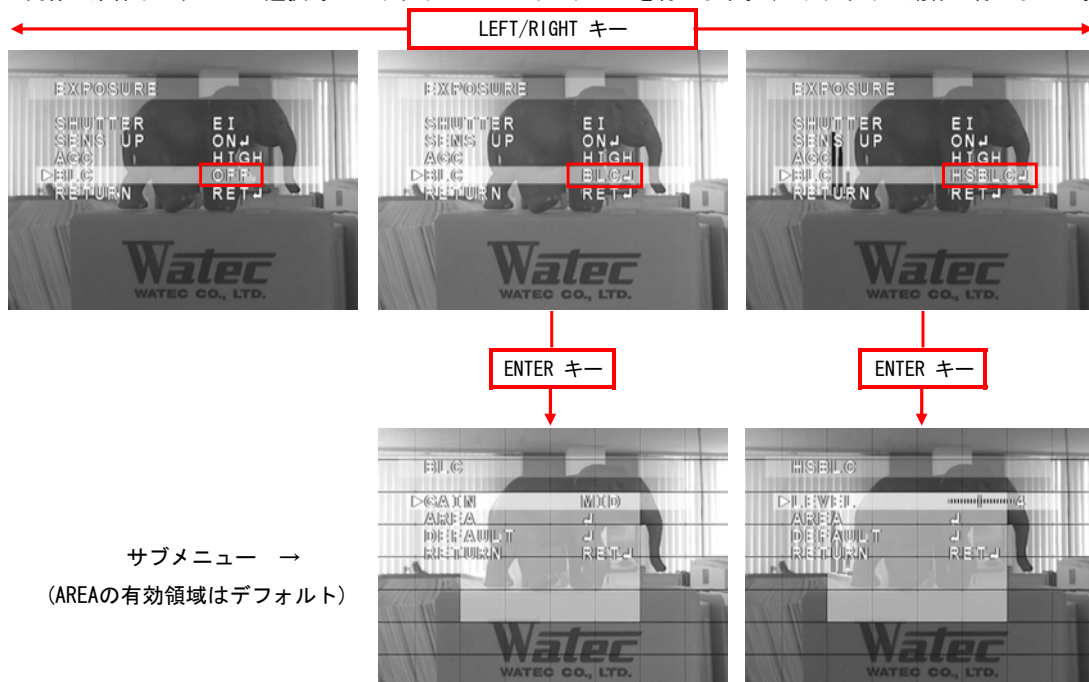 LEFT/RIGHT キー
EXPOSURE
SHUTTER EI
SENS UP ON↲
AGC HIGH
▷BLC OFF
RETURN RET↲
Watec
WATEC CO., LTD.
EXPOSURE
SHUTTER EI
SENS UP ON↲
AGC HIGH
▷BLC BLC↲
RETURN RET↲
Watec
WATEC CO., LTD.
EXPOSURE
SHUTTER EI
SENS UP ON↲
AGC HIGH
▷BLC HSBLC↲
RETURN RET↲
Watec
WATEC CO., LTD.
ENTER キー
ENTER キー
サブメニュー →
(AREAの有効領域はデフォルト)
BLC
▷GAIN MID
AREA ↲
DEFAULT ↲
RETURN RET↲
Watec
WATEC CO., LTD.
HSBLC
▷LEVEL 4
AREA ↲
DEFAULT ↲
RETURN RET↲
Watec
WATEC CO., LTD.